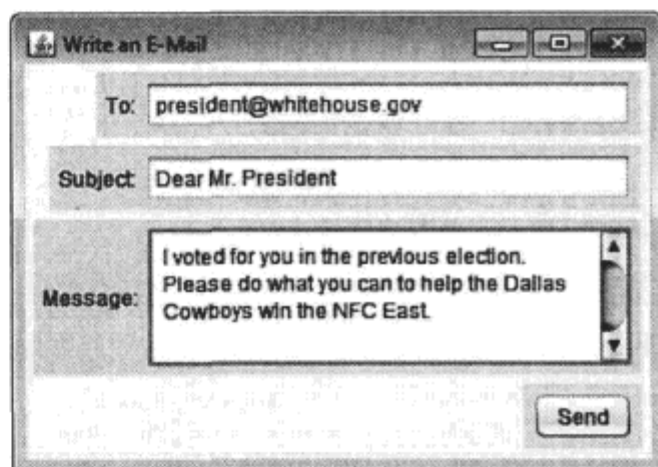 Write an E-Mail
To: president@whitehouse.gov
Subject: Dear Mr. President
Message: I voted for you in the previous election.
Please do what you can to help the Dallas
Cowboys win the NFC East.
Send